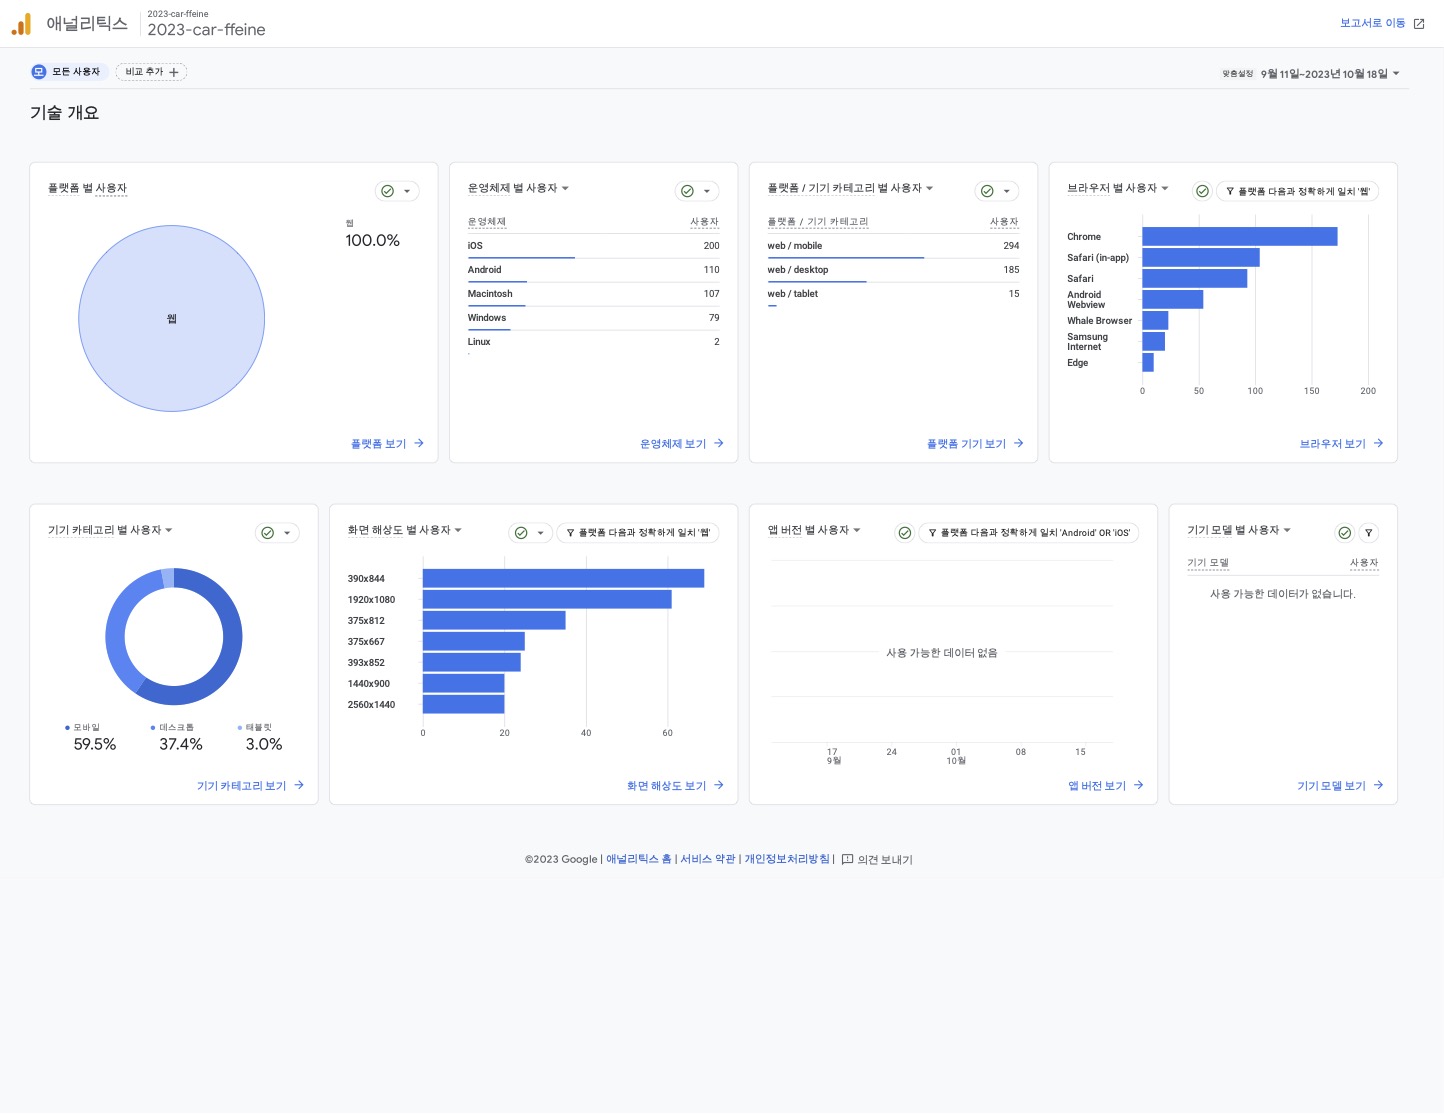 애널리틱스
2023-car-ffeine
2023-car-ffeine
보고서로 이동
모 모든 사용자
비교 추가
맞춤설정 9월 11일~2023년 10월 18일
기술 개요
플랫폼 별 사용자
웹
100.0%
웹
플랫폼 보기
운영체제 별 사용자
운영체제 사용자
iOS 200
Android 110
Macintosh 107
Windows 79
Linux 2
운영체제 보기
플랫폼 / 기기 카테고리 별 사용자
플랫폼 / 기기 카테고리 사용자
web / mobile 294
web / desktop 185
web / tablet 15
플랫폼 기기 보기
브라우저 별 사용자
플랫폼 다음과 정확하게 일치 '웹'
Chrome
Safari (in-app)
Safari
Android
Webview
Whale Browser
Samsung
Internet
Edge
0 50 100 150 200
브라우저 보기
기기 카테고리 별 사용자
모바일 데스크톱 태블릿
59.5% 37.4% 3.0%
기기 카테고리 보기
화면 해상도 별 사용자
플랫폼 다음과 정확하게 일치 '웹'
390x844
1920x1080
375x812
375x667
393x852
1440x900
2560x1440
0 20 40 60
화면 해상도 보기
앱 버전 별 사용자
플랫폼 다음과 정확하게 일치 'Android' OR 'iOS'
사용 가능한 데이터 없음
17 24 01 08 15
9월 10월
앱 버전 보기
기기 모델 별 사용자
기기 모델 사용자
사용 가능한 데이터가 없습니다.
기기 모델 보기
©2023 Google | 애널리틱스 홈 | 서비스 약관 | 개인정보처리방침 | 의견 보내기